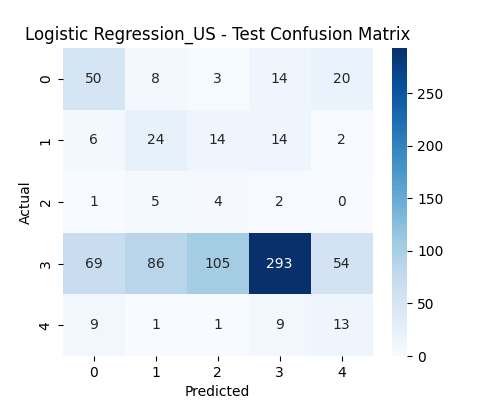 Logistic Regression_US - Test Confusion Matrix
Actual
0 50 8 3 14 20
1 6 24 14 14 2
2 1 5 4 2 0
3 69 86 105 293 54
4 9 1 1 9 13
0 1 2 3 4
Predicted
250
200
150
100
50
0